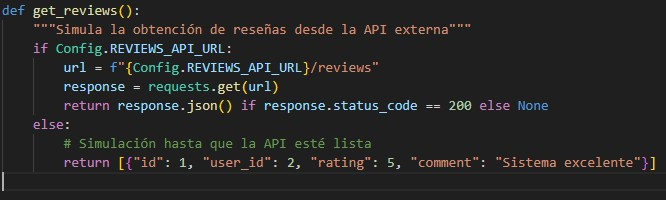 def get_reviews():
    """Simula la obtención de reseñas desde la API externa"""
    if Config.REVIEWS_API_URL:
        url = f"{Config.REVIEWS_API_URL}/reviews"
        response = requests.get(url)
        return response.json() if response.status_code == 200 else None
    else:
        # Simulación hasta que la API esté lista
        return [{"id": 1, "user_id": 2, "rating": 5, "comment": "Sistema excelente"}]